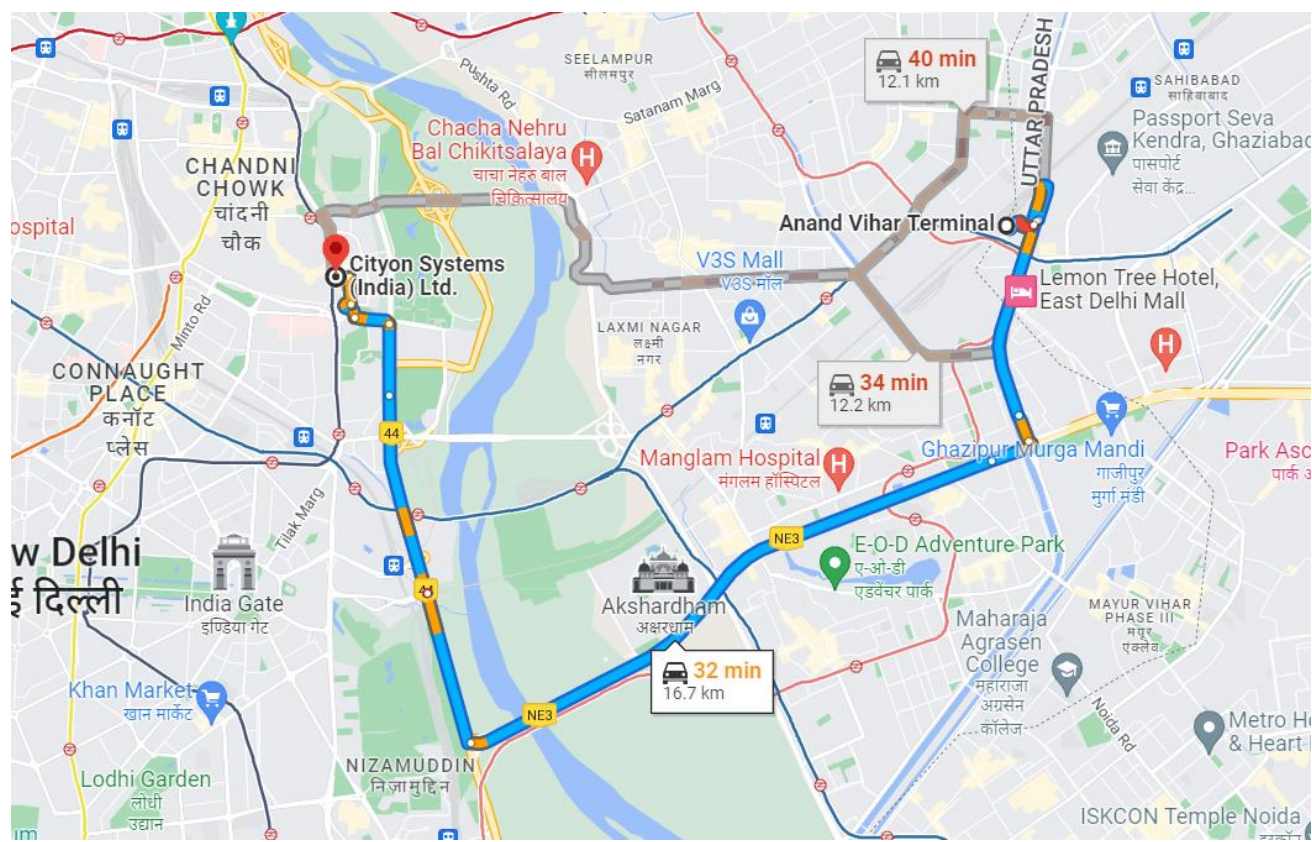 SEELAMPUR
सीलमपुर
Pushta Rd
Satanam Marg
40 min
12.1 km
UTTAR PRADESH
SAHIBABAD
साहिबाबाद
Passport Seva
Kendra, Ghaziabad
पासपोर्ट
सेवा केंद्र...
Chacha Nehru
Bal Chikitsalaya
चाचा नेहरु बाल
चिकित्सालय
H
CHANDNI
CHOWK
चांदनी
चौक
ospital
Anand Vihar Terminal
Cityon Systems
(India) Ltd.
V3S Mall
V3S मॉल
Lemon Tree Hotel,
East Delhi Mall
Minto Rd
LAXMI NAGAR
लक्ष्मी
नगर
H
CONNAUGHT
PLACE
कनॉट
प्लेस
34 min
12.2 km
44
Ghazipur Murga Mandi
गाजीपुर
मुर्गा मंडी
Park Asc
पार्क
Manglam Hospital
मंगलम हॉस्पिटल
H
Tilak Marg
NE3
E-O-D Adventure Park
ए-ओ-डी
एडवेंचर पार्क
w Delhi
ई दिल्ली
India Gate
इण्डिया गेट
Akshardham
अक्षरधाम
Maharaja
Agrasen
College
महाराजा
अग्रसेन
कॉलेज
MAYUR VIHAR
PHASE III
मयूर
एंक्लेव
32 min
16.7 km
Khan Market
खान मार्केट
NE3
Noida Rd
Metro H
& Heart
NIZAMUDDIN
निज़ामुद्दिन
Lodhi Garden
लोधी
उद्यान
um
ISKCON Temple Noida